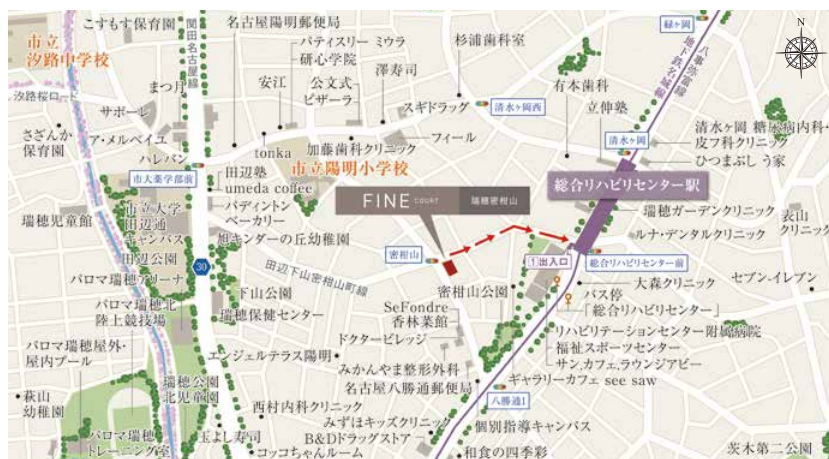 こすもす保育園
関田名古屋線
市立
汐路中学校
名古屋陽明郵便局
パティスリー ミウラ
研心学院
杉浦歯科室
緑ヶ岡
八事弥富線
地下鉄名城線
N
汐路桜ロード
まつ月
安江
公文式
ピザーラ
澤寿司
スギドラッグ
清水ヶ岡西
有本歯科
立伸塾
サポーレ
さざんか
保育園
ア・メルベイユ
ハレパン
tonka
加藤歯科クリニック
フィール
清水ヶ岡
清水ヶ岡 糖尿病内科・
皮フ科クリニック
ひつまぶし う家
市大薬学部前
田辺塾
umeda coffee
パディントン
ベーカリー
市立陽明小学校
総合リハビリセンター駅
瑞穂児童館
市立大学
田辺通
キャンパス
FINE COURT
瑞穂密柑山
瑞穂ガーデンクリニック
ルナ・デンタルクリニック
表山
クリニック
田辺公園
旭キンダーの丘幼稚園
密柑山
1出入口
総合リハビリセンター前
パロマ瑞穂アリーナ
30
田辺下山密柑山町線
大森クリニック
セブン-イレブン
パロマ瑞穂北
陸上競技場
下山公園
瑞穂保健センター
SeFondre
香林菜館
密柑山公園
バス停
「総合リハビリセンター」
ドクタービレッジ
リハビリテーションセンター附属病院
福祉スポーツセンター
サン.カフェ.ラウンジアビー
パロマ瑞穂屋外・
屋内プール
エンジェルテラス陽明
みかんやま整形外科
名古屋八勝通郵便局
ギャラリーカフェ see saw
萩山
幼稚園
瑞穂公園
北児童園
西村内科クリニック
みずほキッズクリニック
八勝通1
個別指導キャンパス
パロマ瑞穂
トレーニング室
玉よし寿司
コッコちゃんルーム
B&Dドラッグストア
和食の四季彩
茨木第二公園